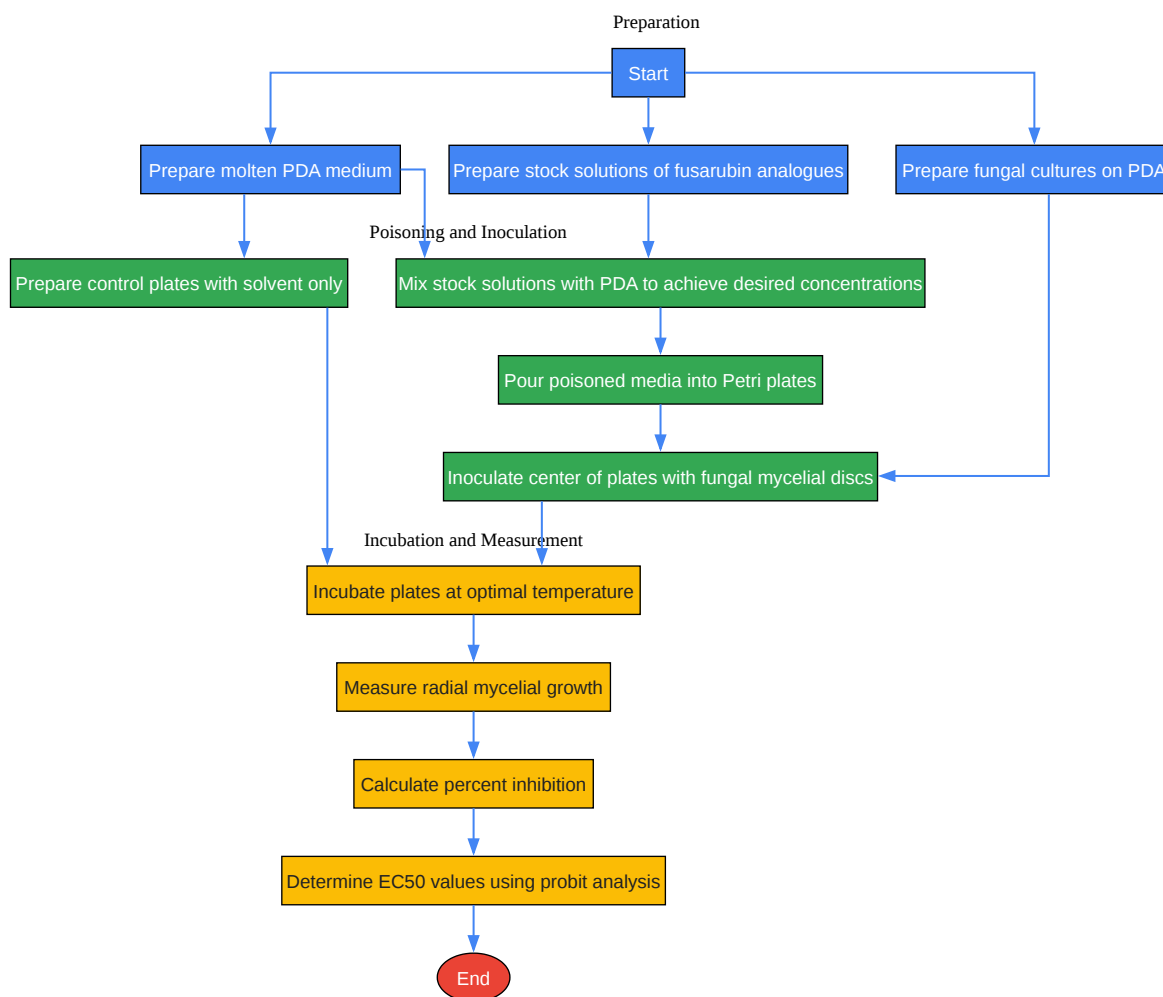 Preparation
Start
Prepare molten PDA medium
Prepare stock solutions of fusarubin analogues
Prepare fungal cultures on PDA
Poisoning and Inoculation
Prepare control plates with solvent only
Mix stock solutions with PDA to achieve desired concentrations
Pour poisoned media into Petri plates
Inoculate center of plates with fungal mycelial discs
Incubation and Measurement
Incubate plates at optimal temperature
Measure radial mycelial growth
Calculate percent inhibition
Determine EC50 values using probit analysis
End